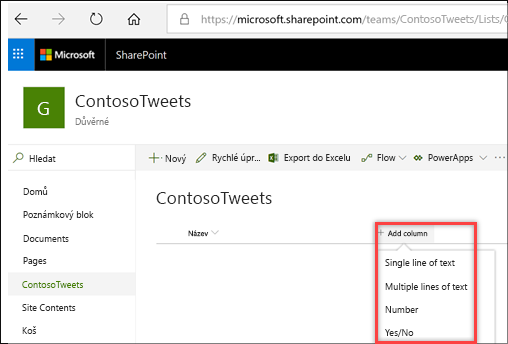 https://microsoft.sharepoint.com/teams/ContosoTweets/Lists/
Microsoft SharePoint
G
ContosoTweets
Důvěrné
Hledat
+ Nový Rychlé úpr... Export do Excelu Flow PowerApps ...
Domů
Poznámkový blok
Documents
Pages
ContosoTweets
Site Contents
Koš
ContosoTweets
Název
+ Add column
Single line of text
Multiple lines of text
Number
Yes/No